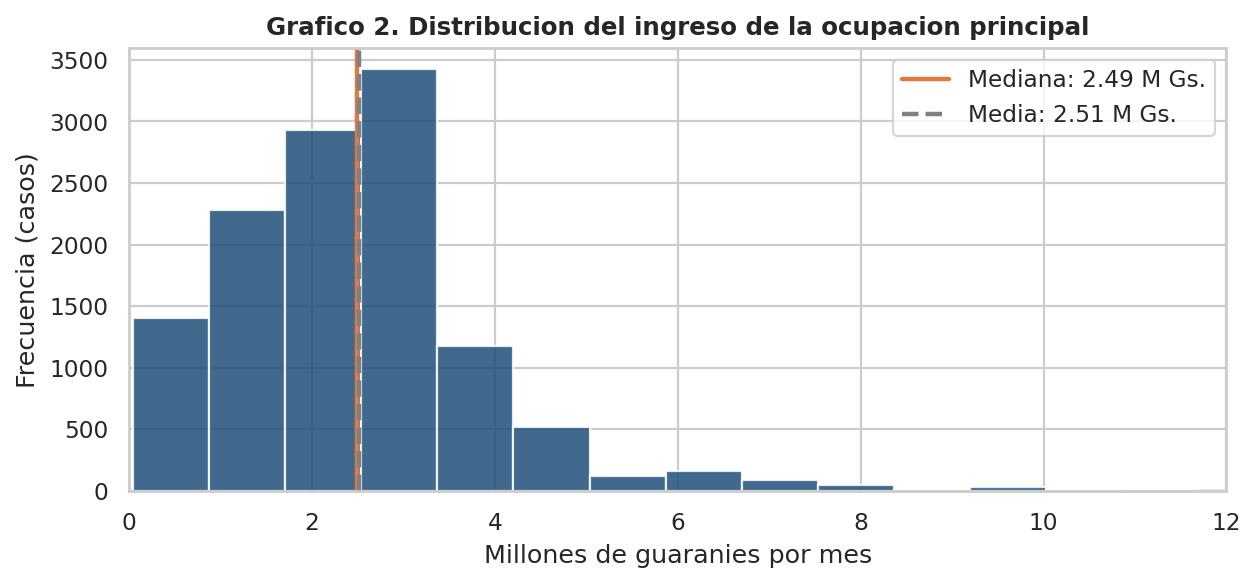 Grafico 2. Distribucion del ingreso de la ocupacion principal
Mediana: 2.49 M Gs.
Media: 2.51 M Gs.
Frecuencia (casos)
3500
3000
2500
2000
1500
1000
500
0
0 2 4 6 8 10 12
Millones de guaranies por mes